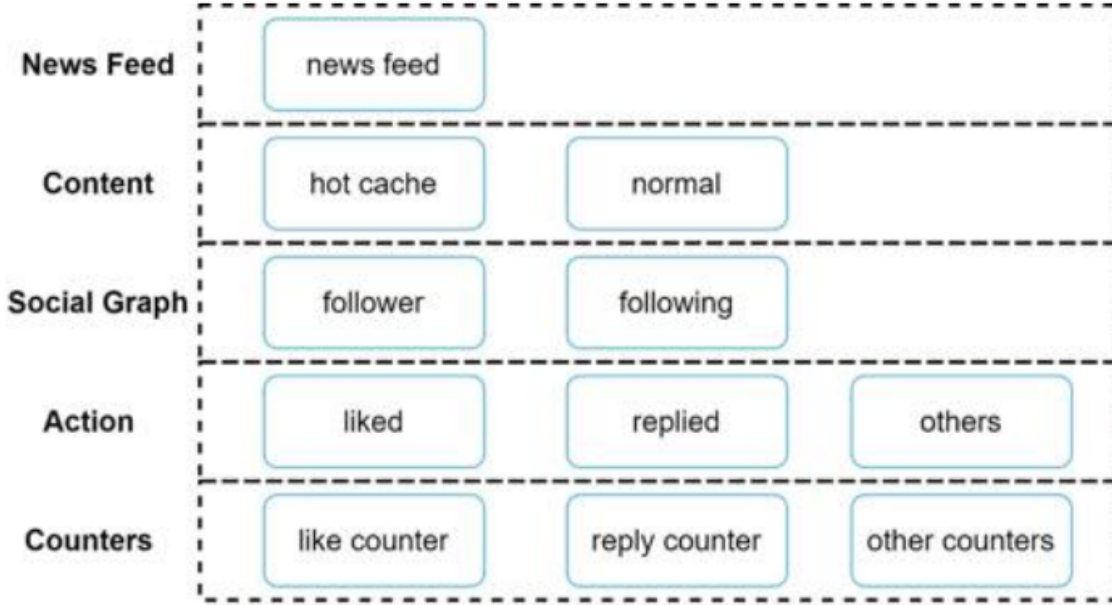 News Feed
news feed
Content
hot cache
normal
Social Graph
follower
following
Action
liked
replied
others
Counters
like counter
reply counter
other counters